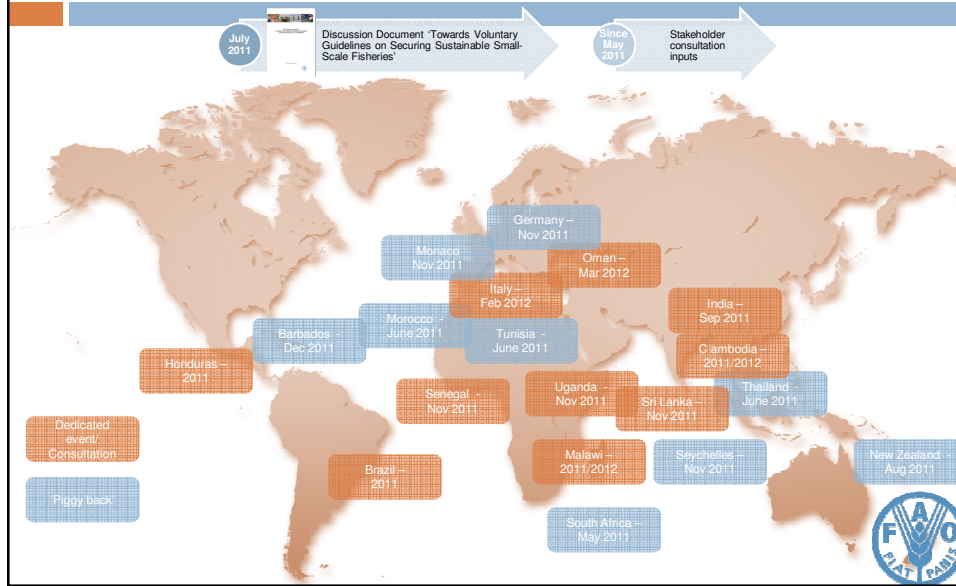 July
2011
Discussion Document 'Towards Voluntary
Guidelines on Securing Sustainable Small-
Scale Fisheries'
Since
May
2011
Stakeholder
consultation
inputs
Germany –
Nov 2011
Monaco
Nov 2011
Oman –
Mar 2012
Italy –
Feb 2012
India –
Sep 2011
Morocco -
June 2011
Barbados -
Dec 2011
Tunisia -
June 2011
Cambodia –
2011/2012
Honduras –
2011
Senegal -
Nov 2011
Uganda -
Nov 2011
Sri Lanka –
Nov 2011
Thailand -
June 2011
Dedicated
event/
Consultation
Brazil –
2011
Malawi –
2011/2012
Seychelles –
Nov 2011
New Zealand -
Aug 2011
'Piggy back'
South Africa –
May 2011
FAO
FIAT PANIS